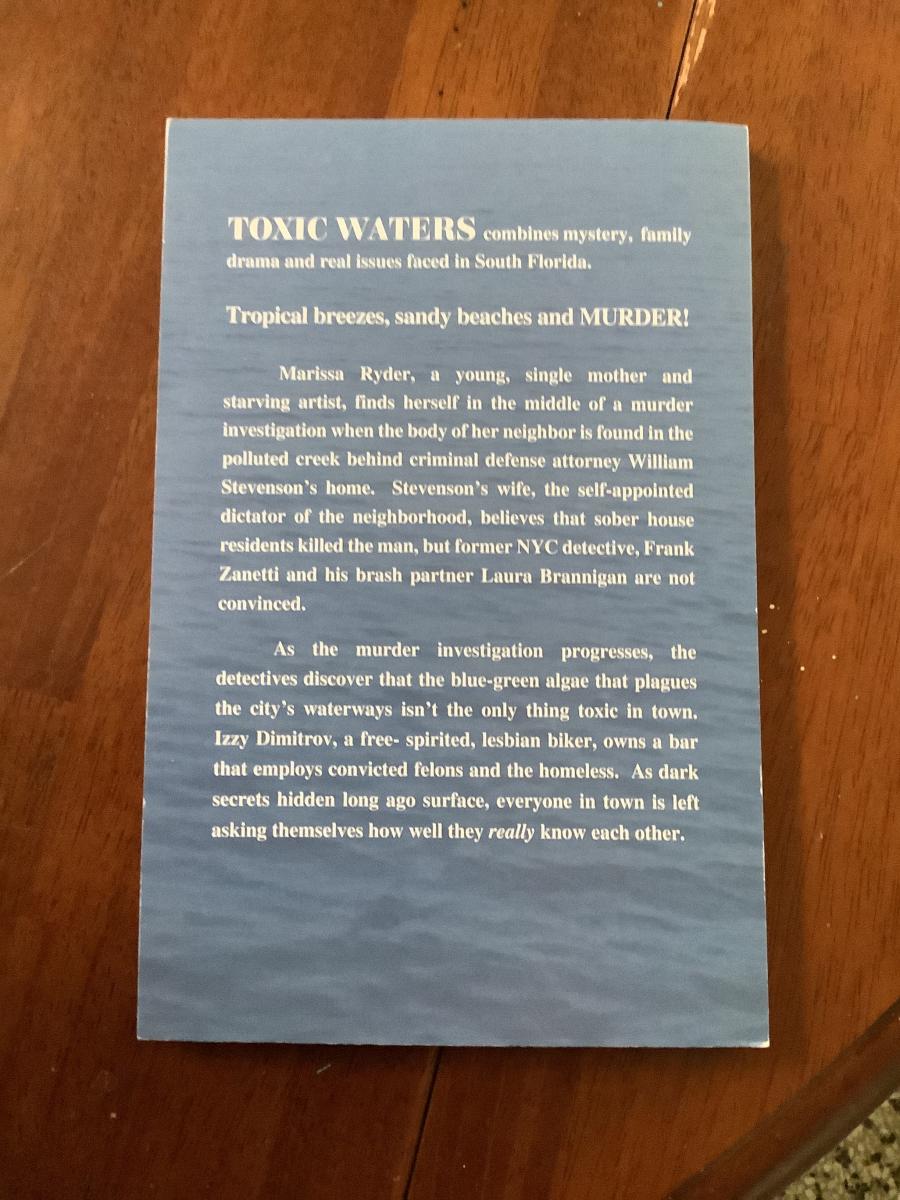 TOXIC WATERS combines mystery, family
drama and real issues faced in South Florida.
Tropical breezes, sandy beaches and MURDER!
Marissa Ryder, a young, single mother and
starving artist, finds herself in the middle of a murder
investigation when the body of her neighbor is found in the
polluted creek behind criminal defense attorney William
Stevenson's home. Stevenson's wife, the self-appointed
dictator of the neighborhood, believes that sober house
residents killed the man, but former NYC detective, Frank
Zanetti and his brash partner Laura Brannigan are not
convinced.
As the murder investigation progresses, the
detectives discover that the blue-green algae that plagues
the city's waterways isn't the only thing toxic in town.
Izzy Dimitrov, a free- spirited, lesbian biker, owns a bar
that employs convicted felons and the homeless. As dark
secrets hidden long ago surface, everyone in town is left
asking themselves how well they really know each other.